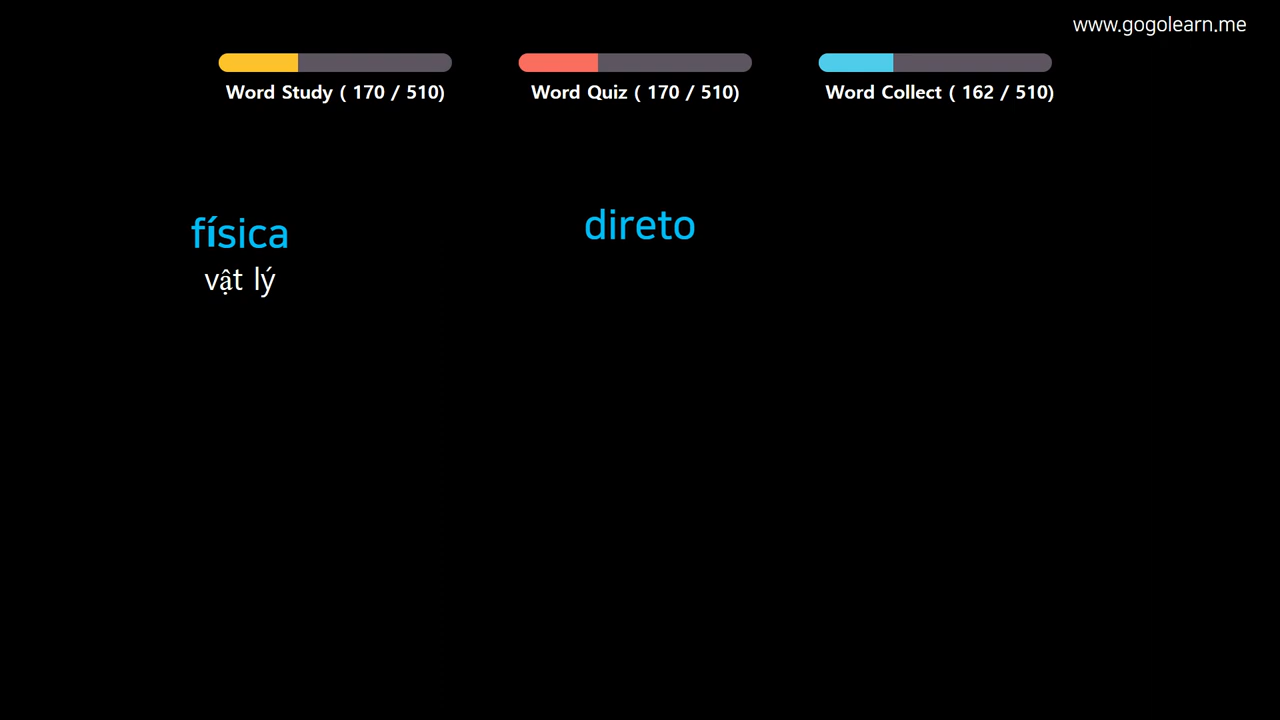 www.gogolearn.me
Word Study ( 170 / 510)
Word Quiz ( 170 / 510)
Word Collect ( 162 / 510)
física
vật lý
direto